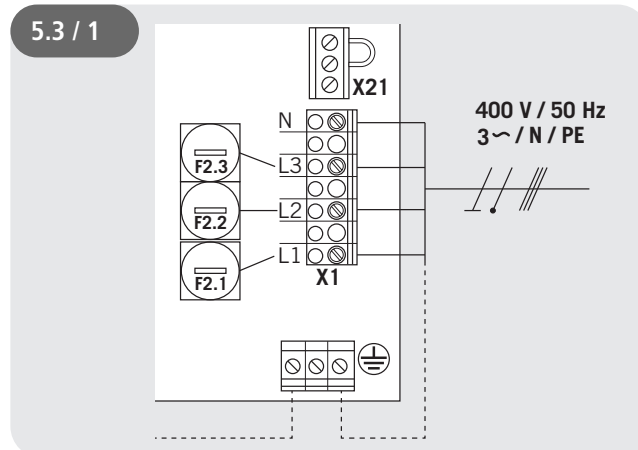 5.3 / 1
X21
400 V / 50 Hz
3~ / N / PE
N
F2.3
L3
F2.2
L2
F2.1
L1
X1